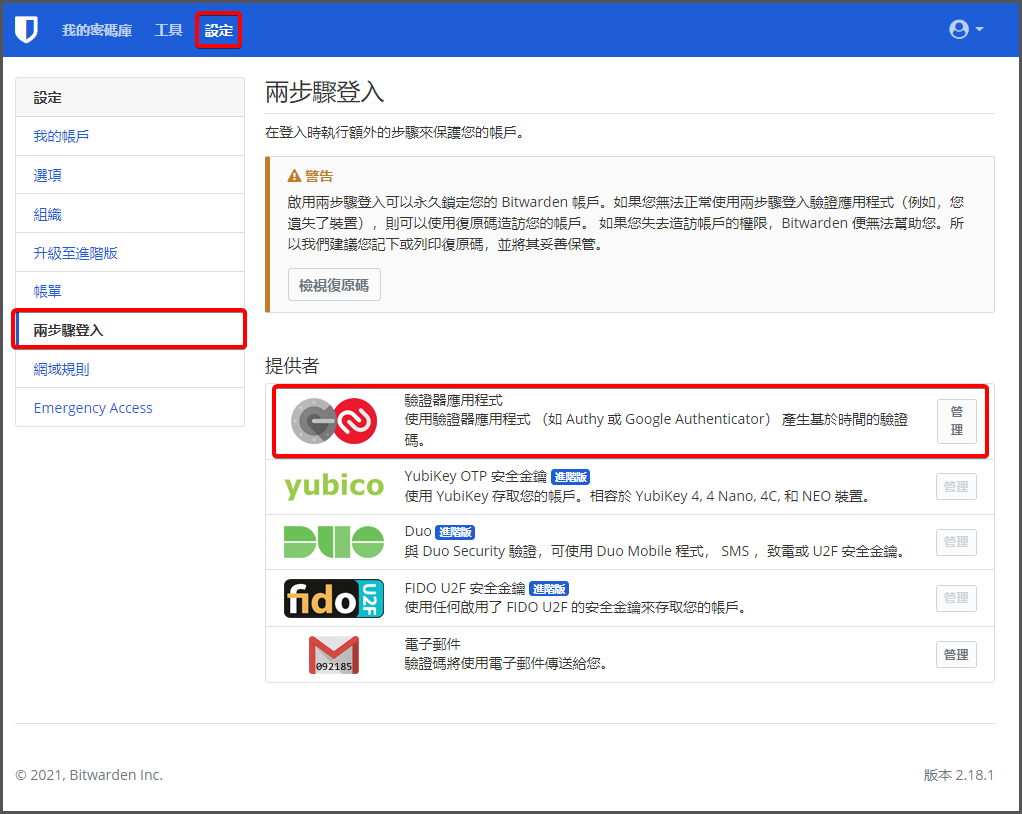 我的密碼庫 工具 設定
設定
我的帳戶
選項
組織
升級至進階版
帳單
兩步驟登入
網域規則
Emergency Access
兩步驟登入
在登入時執行額外的步驟來保護您的帳戶。
警告
啟用兩步驟登入可以永久鎖定您的 Bitwarden 帳戶。如果您無法正常使用兩步驟登入驗證應用程式（例如，您
遺失了裝置），則可以使用復原碼造訪您的帳戶。 如果您失去造訪帳戶的權限，Bitwarden 便無法幫助您。所
以我們建議您記下或列印復原碼，並將其妥善保管。
檢視復原碼
提供者
驗證器應用程式
使用驗證器應用程式 （如 Authy 或 Google Authenticator） 產生基於時間的驗證
碼。
管
理
yubico
YubiKey OTP 安全金鑰 進階版
使用 YubiKey 存取您的帳戶。相容於 YubiKey 4, 4 Nano, 4C, 和 NEO 裝置。
管理
DUO
Duo 進階版
與 Duo Security 驗證，可使用 Duo Mobile 程式， SMS ，致電或 U2F 安全金鑰。
管理
fido U2F
FIDO U2F 安全金鑰 進階版
使用任何啟用了 FIDO U2F 的安全金鑰來存取您的帳戶。
管理
092185
電子郵件
驗證碼將使用電子郵件傳送給您。
管理
© 2021, Bitwarden Inc.
版本 2.18.1